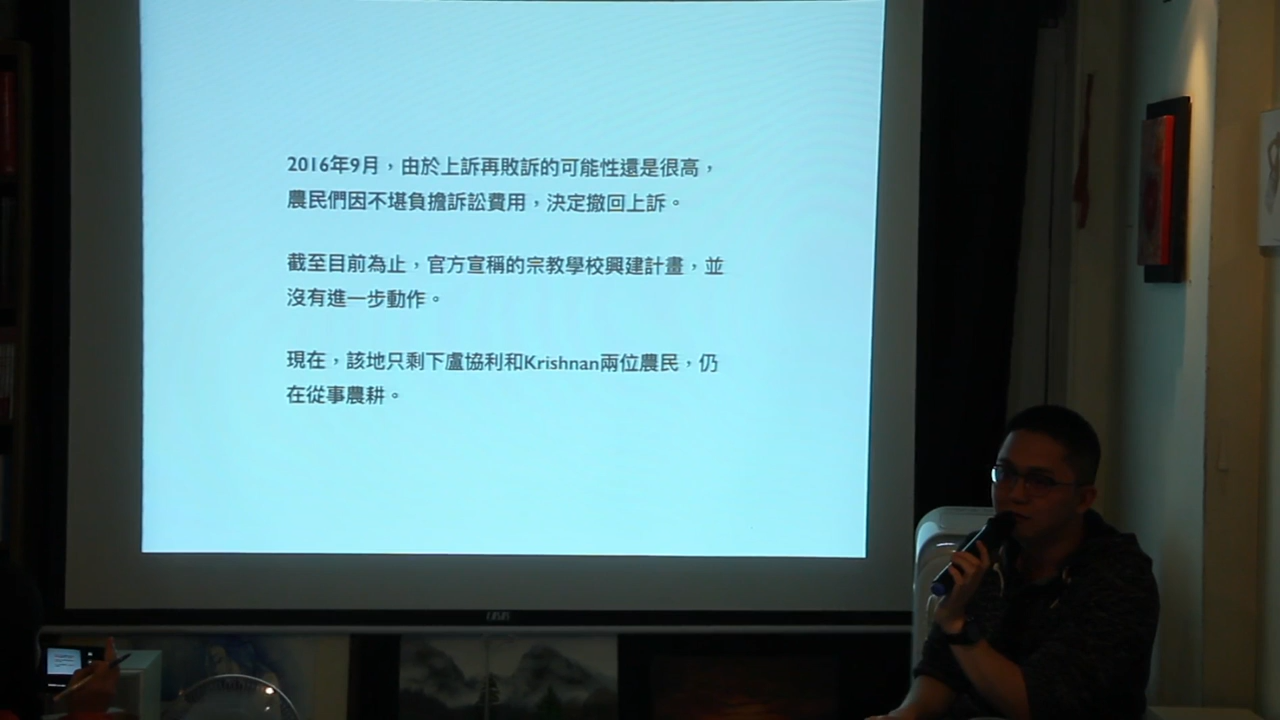 2016年9月，由於上訴再敗訴的可能性還是很高，
農民們因不堪負擔訴訟費用，決定撤回上訴。
截至目前為止，官方宣稱的宗教學校興建計畫，並
沒有進一步動作。
現在，該地只剩下盧協利和Krishnan兩位農民，仍
在從事農耕。